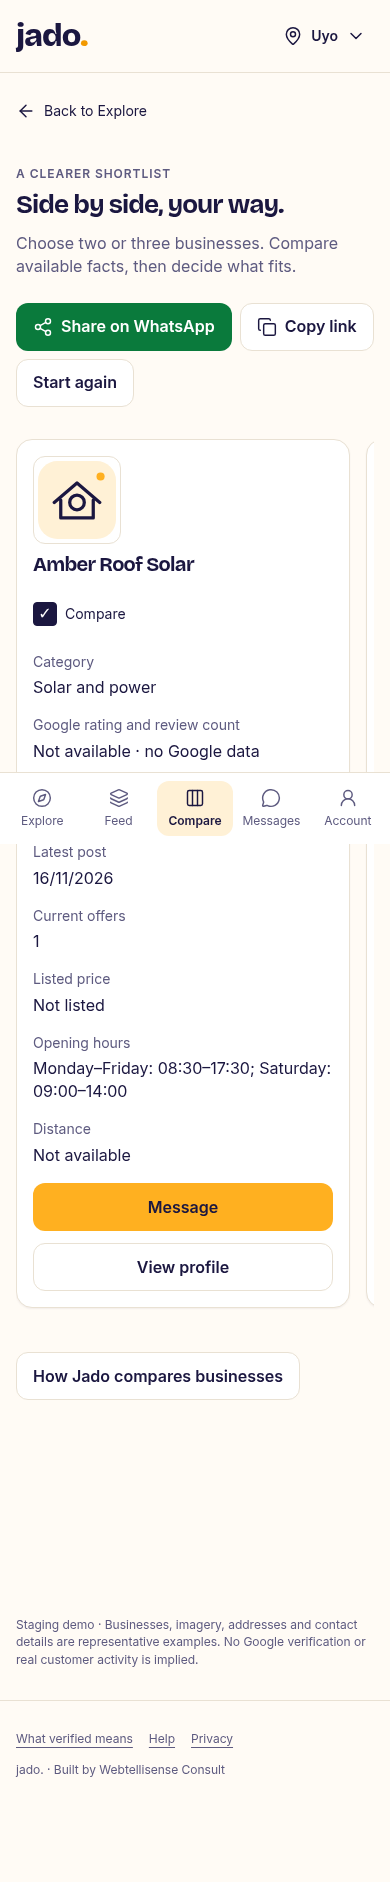 jado.
Uyo
Back to Explore
A CLEARER SHORTLIST
Side by side, your way.
Choose two or three businesses. Compare
available facts, then decide what fits.
Share on WhatsApp
Copy link
Start again
Amber Roof Solar
Compare
Category
Solar and power
Google rating and review count
Not available · no Google data
Explore
Feed
Compare
Messages
Account
Latest post
16/11/2026
Current offers
1
Listed price
Not listed
Opening hours
Monday–Friday: 08:30–17:30; Saturday:
09:00–14:00
Distance
Not available
Message
View profile
How Jado compares businesses
Staging demo · Businesses, imagery, addresses and contact
details are representative examples. No Google verification or
real customer activity is implied.
What verified means Help Privacy
jado. · Built by Webtellisense Consult